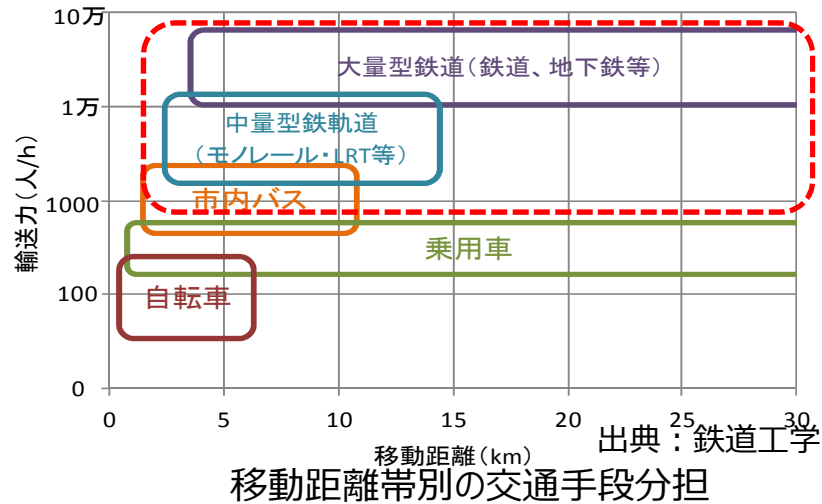 10万
大量型鉄道(鉄道、地下鉄等)
1万
中量型鉄軌道
(モノレール・LRT等)
市内バス
1000
乗用車
100
自転車
0
輸送力(人/h)
0 5 10 15 20 25 30
移動距離(km)
出典：鉄道工学
移動距離帯別の交通手段分担